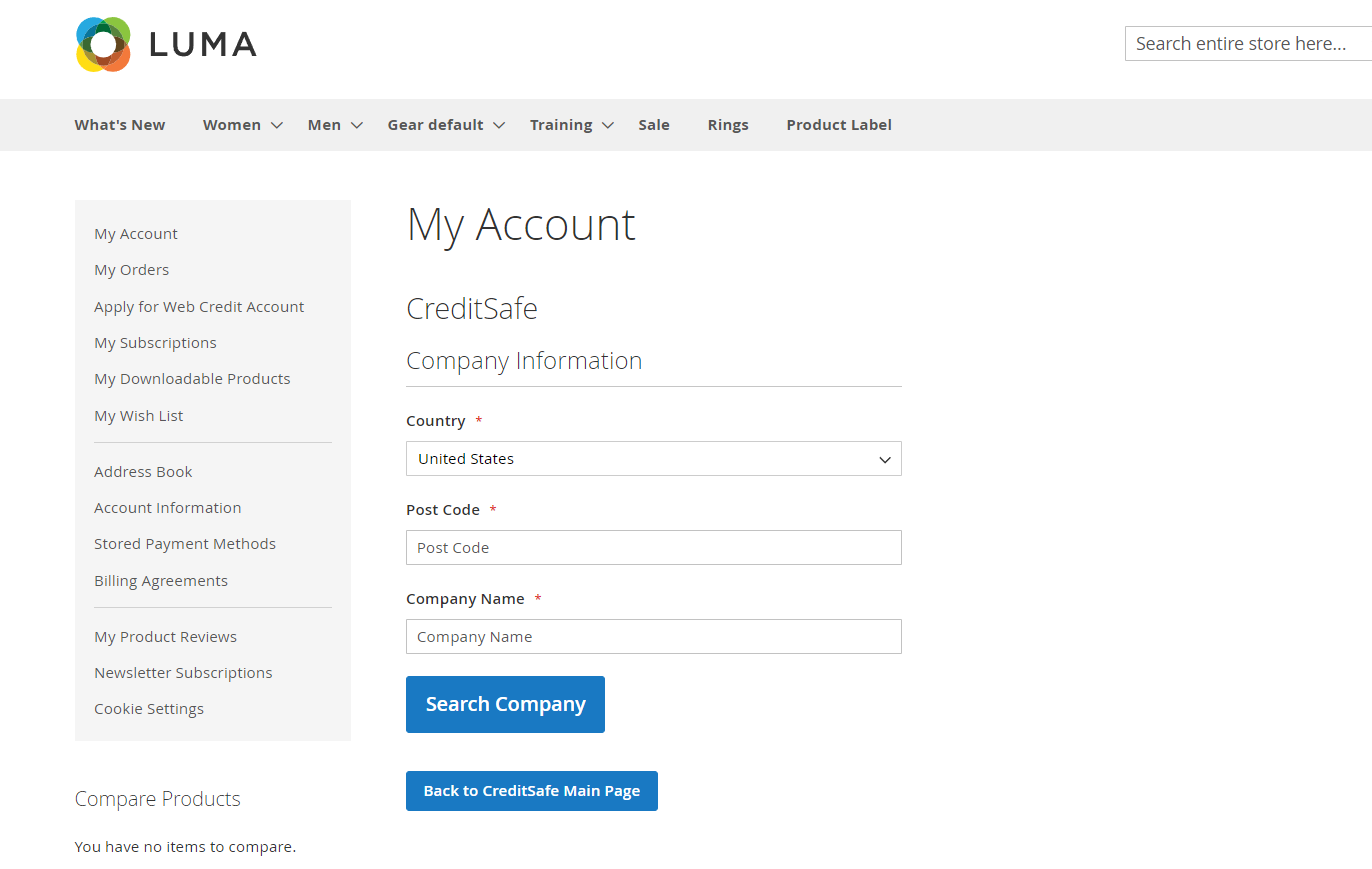 LUMA
Search entire store here...
What's New Women Men Gear default Training Sale Rings Product Label
My Account
My Orders
Apply for Web Credit Account
My Subscriptions
My Downloadable Products
My Wish List
Address Book
Account Information
Stored Payment Methods
Billing Agreements
My Product Reviews
Newsletter Subscriptions
Cookie Settings
Compare Products
You have no items to compare.
My Account
CreditSafe
Company Information
Country *
United States
Post Code *
Post Code
Company Name *
Company Name
Search Company
Back to CreditSafe Main Page